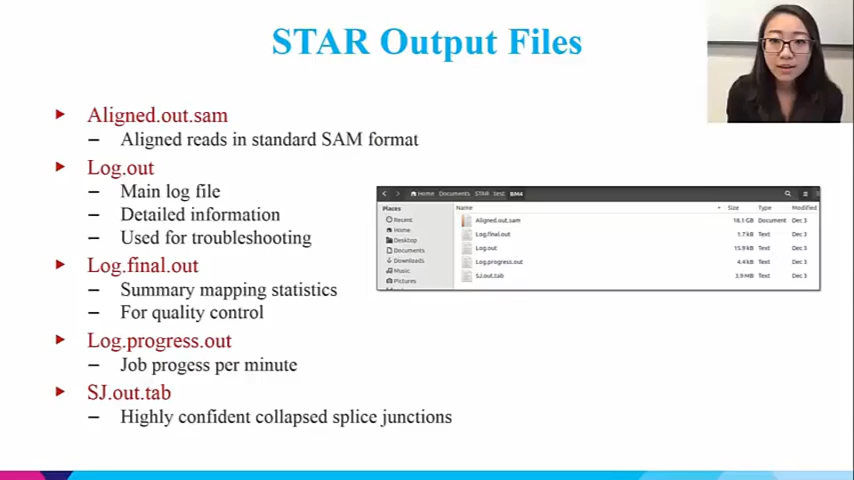 STAR Output Files
Aligned.out.sam
– Aligned reads in standard SAM format
Log.out
– Main log file
– Detailed information
– Used for troubleshooting
Log.final.out
– Summary mapping statistics
– For quality control
Log.progress.out
– Job progess per minute
SJ.out.tab
– Highly confident collapsed splice junctions
Home Documents STAR test BM4
Places Name Size Type Modified
Recent
Home
Desktop
Documents
Downloads
Music
Pictures
Aligned.out.sam 18.1 GB Document Dec 3
Log.final.out 1.7 kB Text Dec 3
Log.out 15.9 kB Text Dec 3
Log.progress.out 4.4 kB Text Dec 3
SJ.out.tab 3.9 MB Text Dec 3